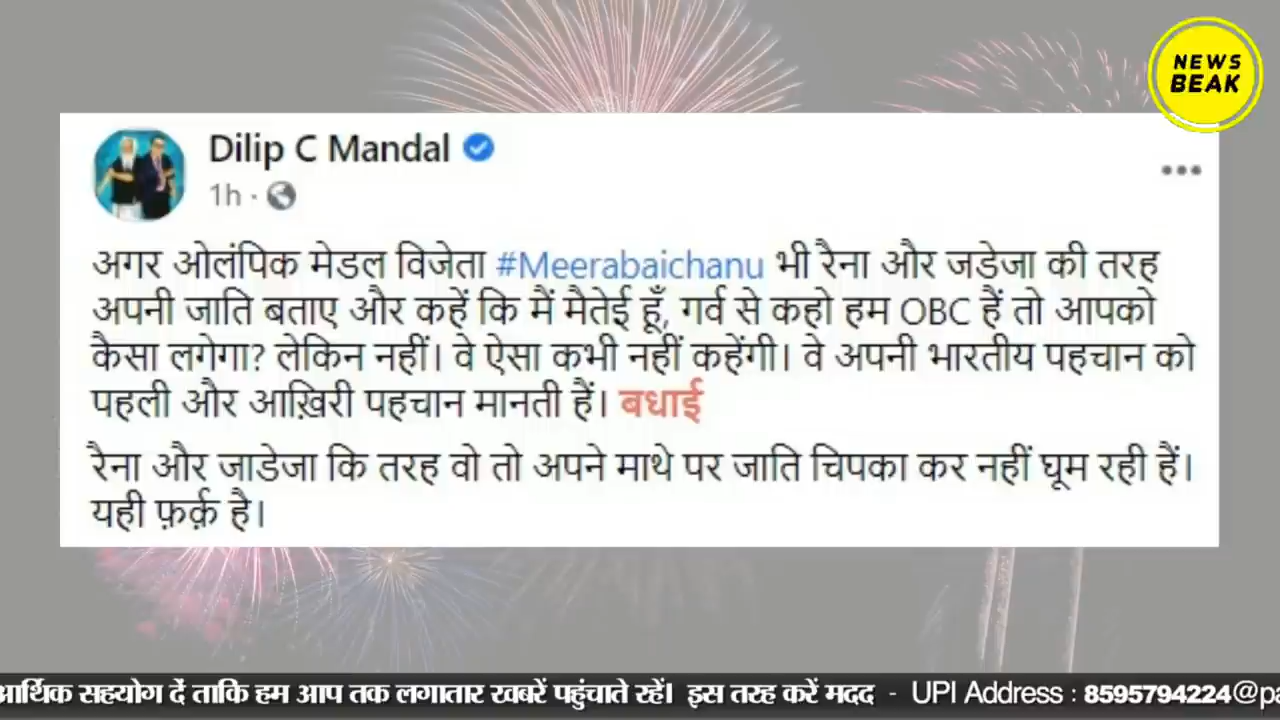 NEWS
BEAK
Dilip C Mandal
1h ·
अगर ओलंपिक मेडल विजेता #Meerabaichanu भी रैना और जडेजा की तरह
अपनी जाति बताए और कहें कि मैं मैतेई हूँ, गर्व से कहो हम OBC हैं तो आपको
कैसा लगेगा? लेकिन नहीं। वे ऐसा कभी नहीं कहेंगी। वे अपनी भारतीय पहचान को
पहली और आख़िरी पहचान मानती हैं। बधाई
रैना और जाडेजा कि तरह वो तो अपने माथे पर जाति चिपका कर नहीं घूम रही हैं।
यही फ़र्क़ है।
आर्थिक सहयोग दें ताकि हम आप तक लगातार खबरें पहुंचाते रहें। इस तरह करें मदद - UPI Address : 8595794224@pa